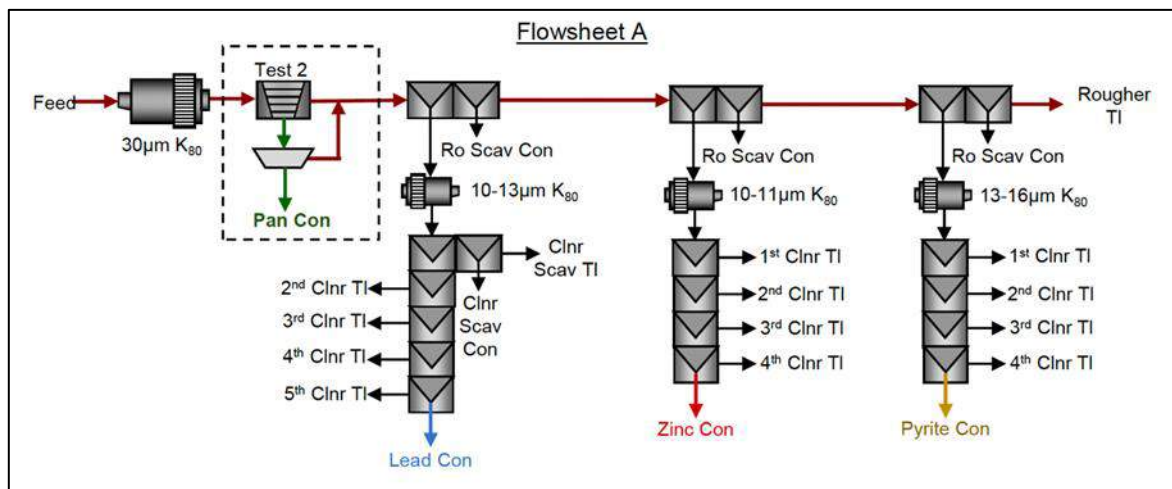 Flowsheet A
Feed
30µm K80
Test 2
Pan Con
Ro Scav Con
10-13µm K80
Clnr
Scav Tl
Clnr
Scav
Con
2nd Clnr Tl
3rd Clnr Tl
4th Clnr Tl
5th Clnr Tl
Lead Con
Ro Scav Con
10-11µm K80
1st Clnr Tl
2nd Clnr Tl
3rd Clnr Tl
4th Clnr Tl
Zinc Con
Rougher
Tl
Ro Scav Con
13-16µm K80
1st Clnr Tl
2nd Clnr Tl
3rd Clnr Tl
4th Clnr Tl
Pyrite Con